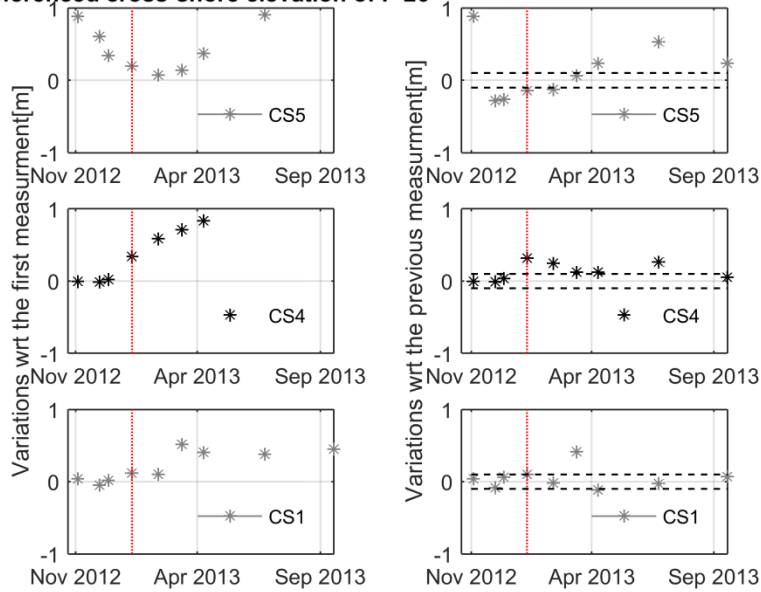 cross-shore elevation of P
Variations wrt the first measurment[m]
1
0
-1
CS5
Nov 2012
Apr 2013
Sep 2013
1
0
-1
CS4
Nov 2012
Apr 2013
Sep 2013
1
0
-1
CS1
Nov 2012
Apr 2013
Sep 2013
Variations wrt the previous measurment[m]
1
0
-1
CS5
Nov 2012
Apr 2013
Sep 2013
1
0
-1
CS4
Nov 2012
Apr 2013
Sep 2013
1
0
-1
CS1
Nov 2012
Apr 2013
Sep 2013